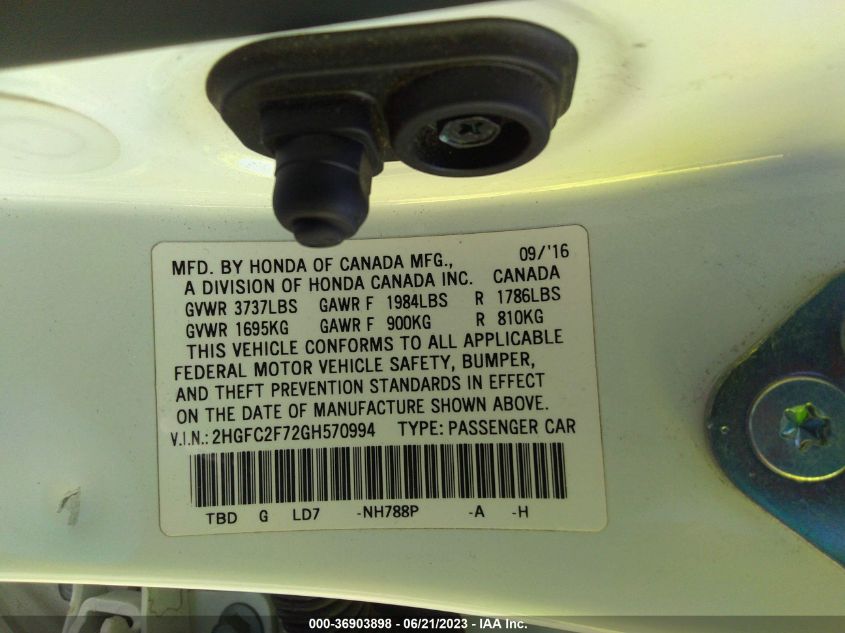 MFD. BY HONDA OF CANADA MFG., 09/'16
A DIVISION OF HONDA CANADA INC. CANADA
GVWR 3737LBS GAWR F 1984LBS R 1786LBS
GVWR 1695KG GAWR F 900KG R 810KG
THIS VEHICLE CONFORMS TO ALL APPLICABLE
FEDERAL MOTOR VEHICLE SAFETY, BUMPER,
AND THEFT PREVENTION STANDARDS IN EFFECT
ON THE DATE OF MANUFACTURE SHOWN ABOVE.
V.I.N.: 2HGFC2F72GH570994 TYPE: PASSENGER CAR
TBD G LD7 -NH788P -A -H
000-36903898 - 06/21/2023 - IAA Inc.